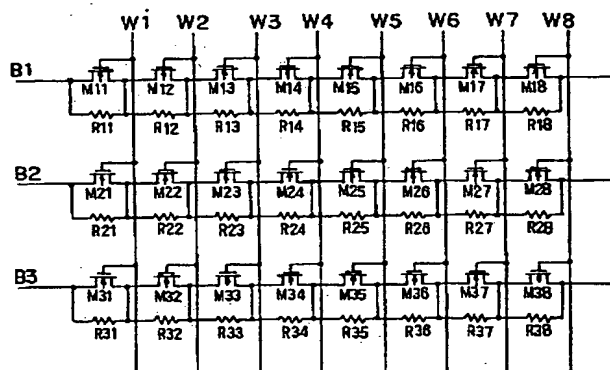 W1 W2 W3 W4 W5 W6 W7 W8
B1
M11 M12 M13 M14 M15 M16 M17 M18
R11 R12 R13 R14 R15 R16 R17 R18
B2
M21 M22 M23 M24 M25 M26 M27 M28
R21 R22 R23 R24 R25 R26 R27 R28
B3
M31 M32 M33 M34 M35 M36 M37 M38
R31 R32 R33 R34 R35 R36 R37 R38